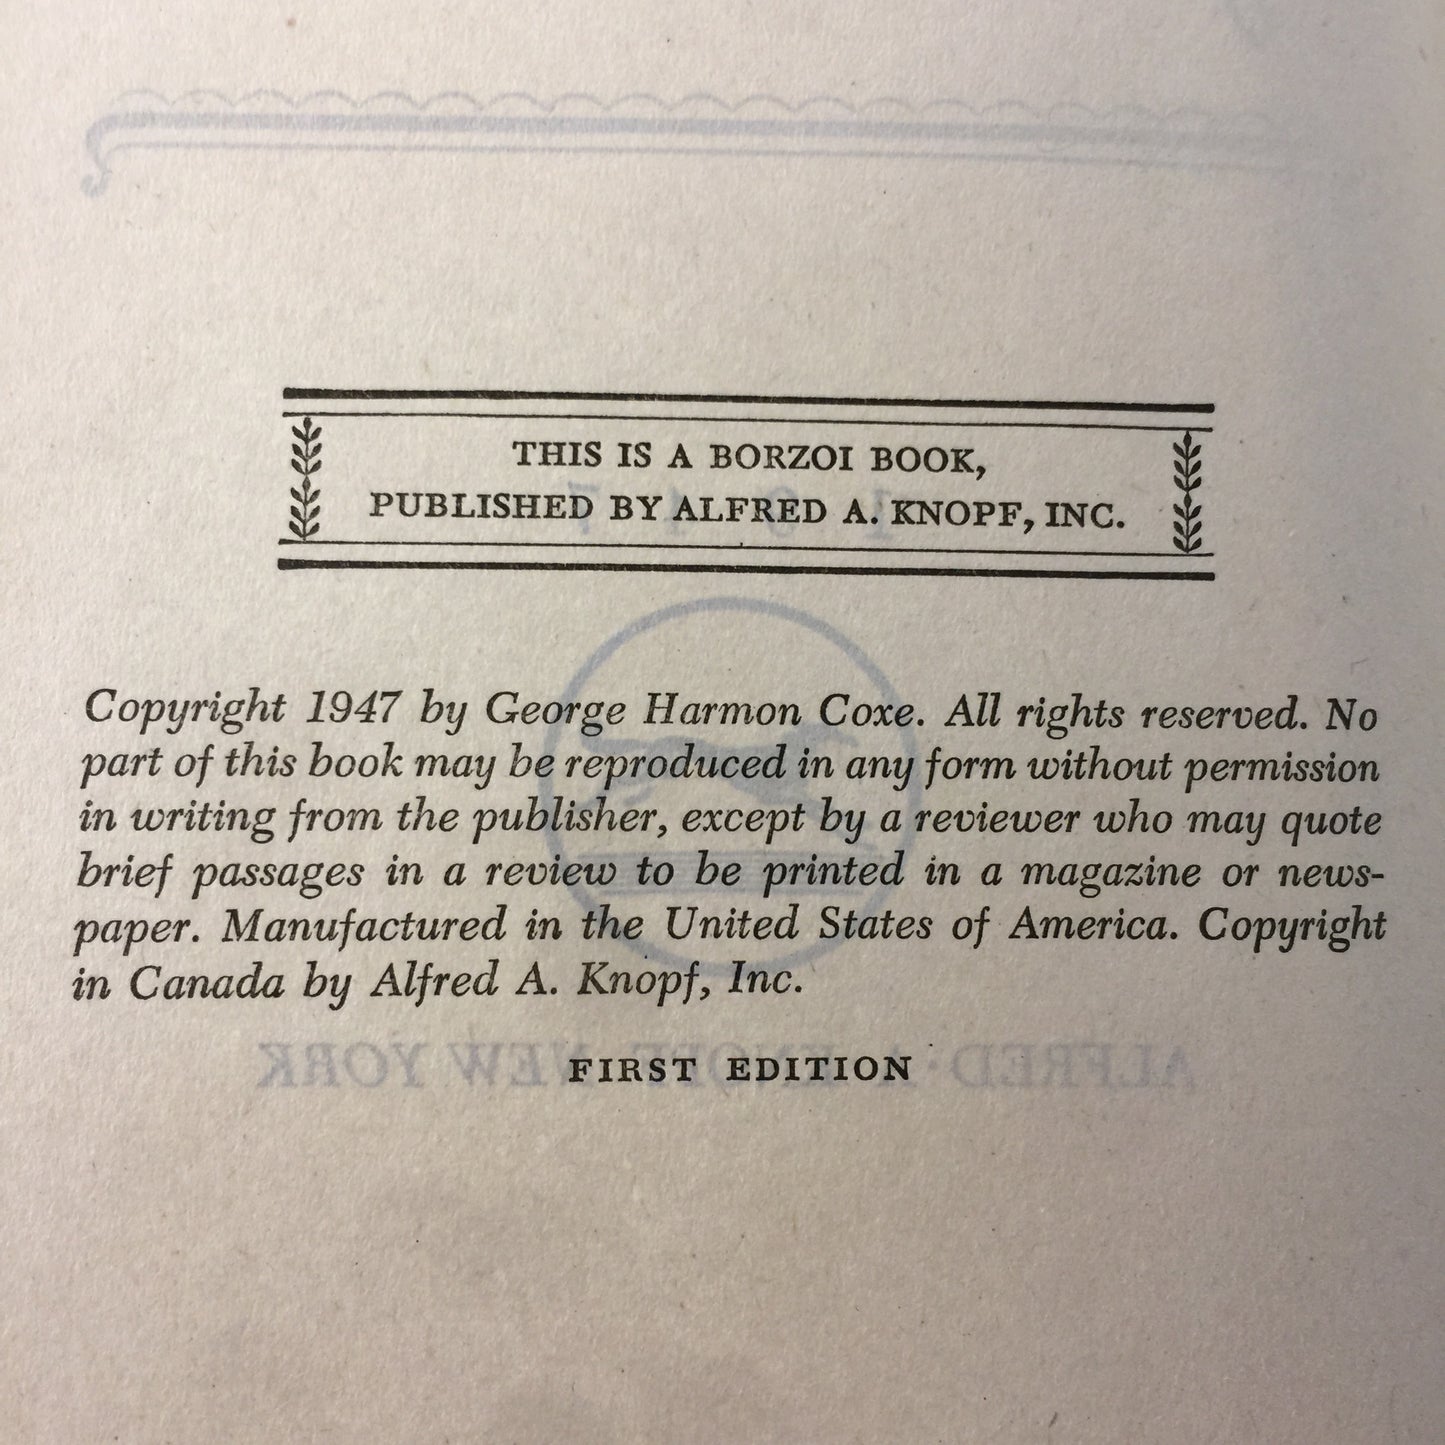 THIS IS A BORZOI BOOK,
PUBLISHED BY ALFRED A. KNOPF, INC.
Copyright 1947 by George Harmon Coxe. All rights reserved. No
part of this book may be reproduced in any form without permission
in writing from the publisher, except by a reviewer who may quote
brief passages in a review to be printed in a magazine or news-
paper. Manufactured in the United States of America. Copyright
in Canada by Alfred A. Knopf, Inc.
FIRST EDITION